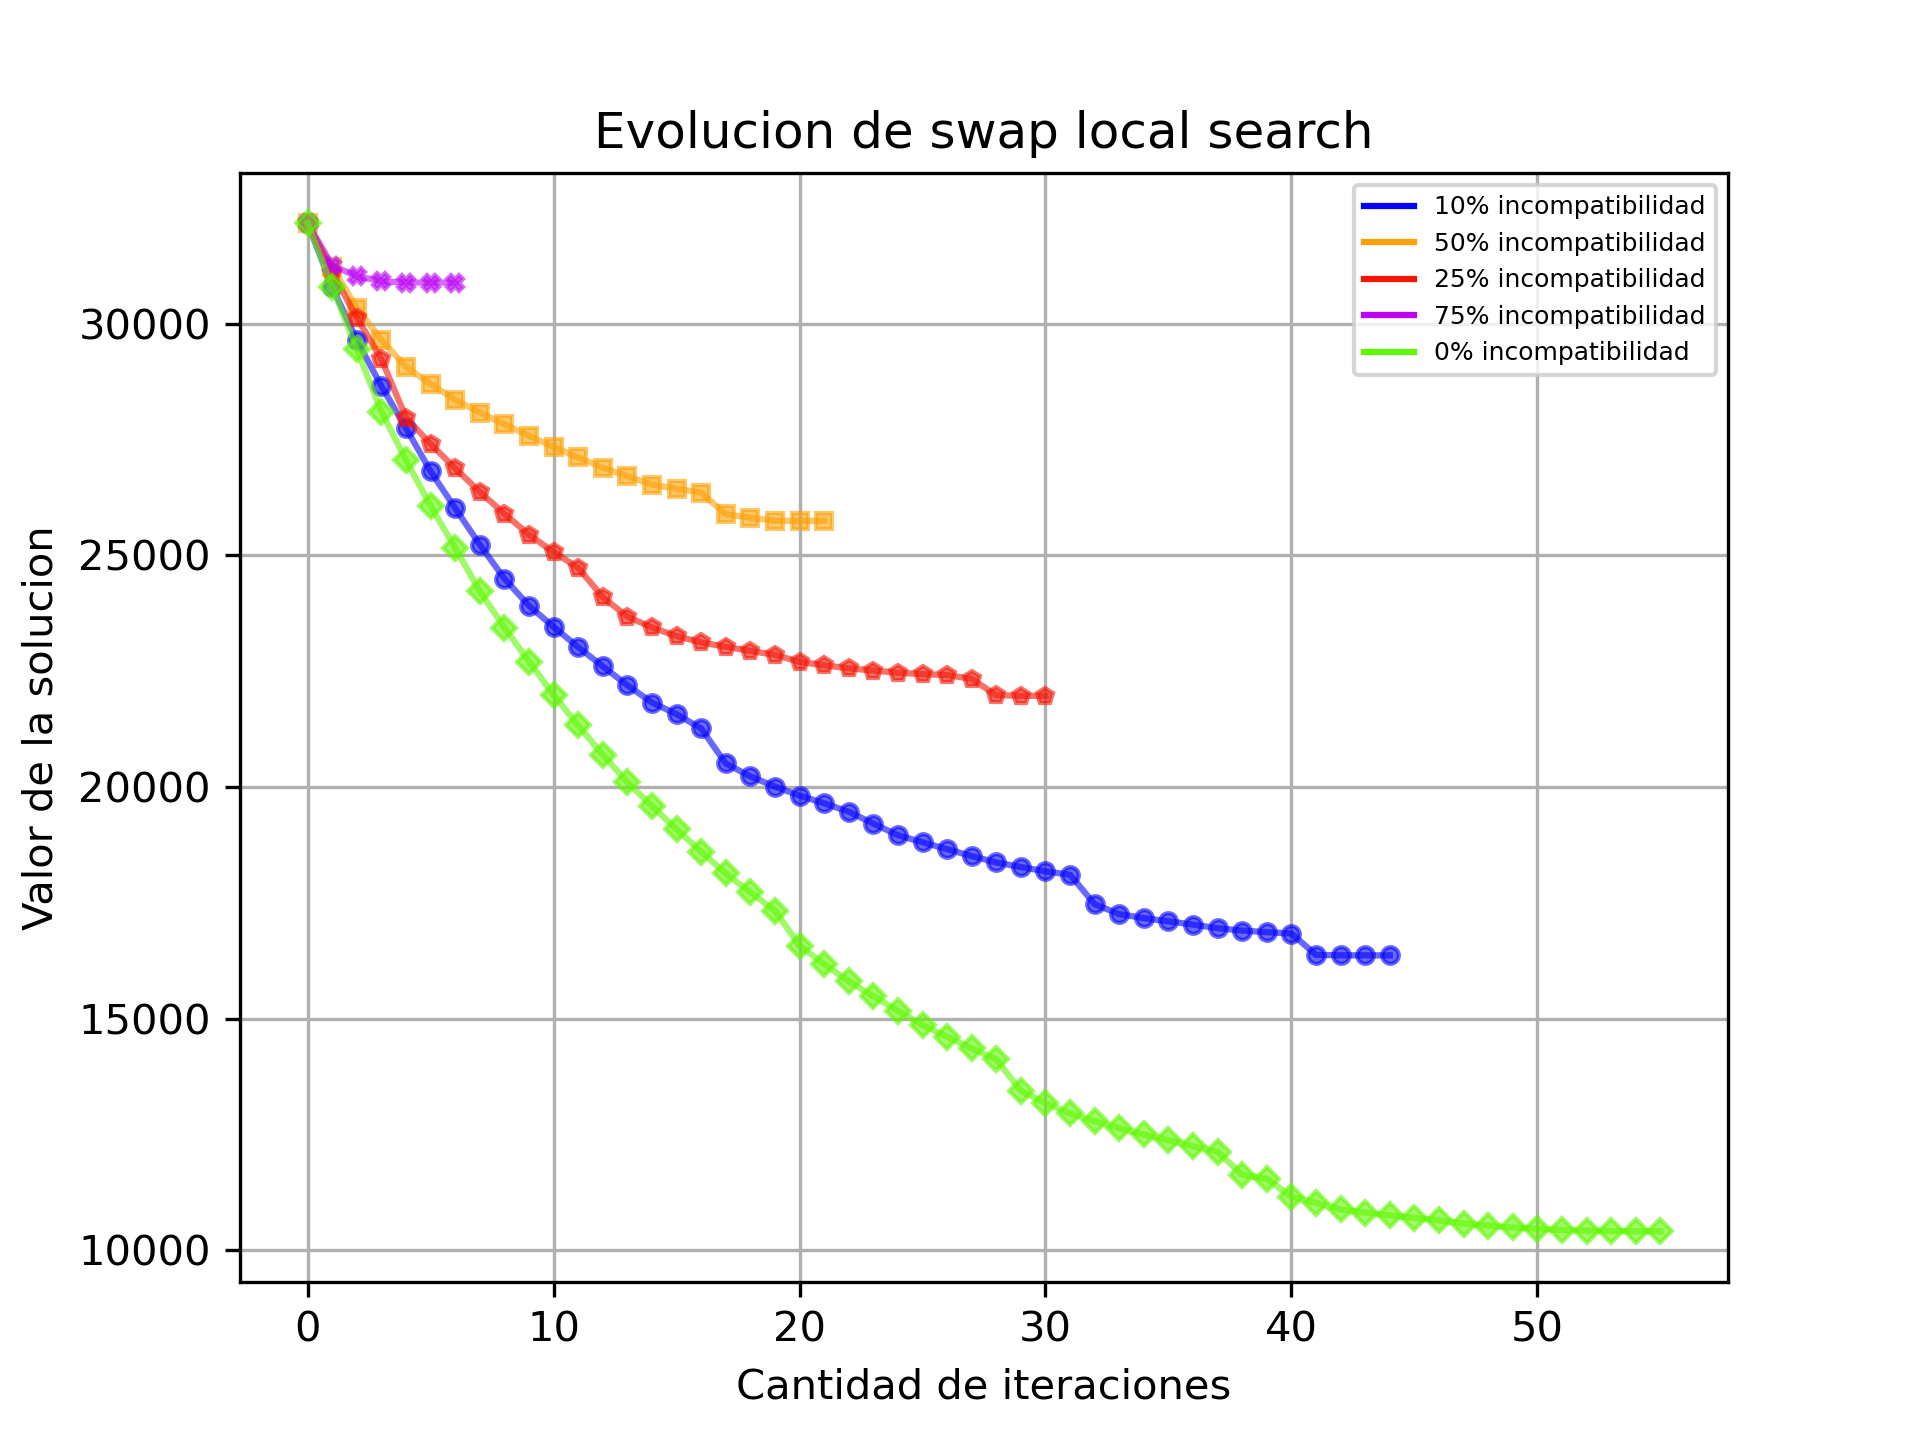 Evolucion de swap local search
10% incompatibilidad
50% incompatibilidad
25% incompatibilidad
75% incompatibilidad
0% incompatibilidad
Valor de la solucion
30000
25000
20000
15000
10000
0 10 20 30 40 50
Cantidad de iteraciones